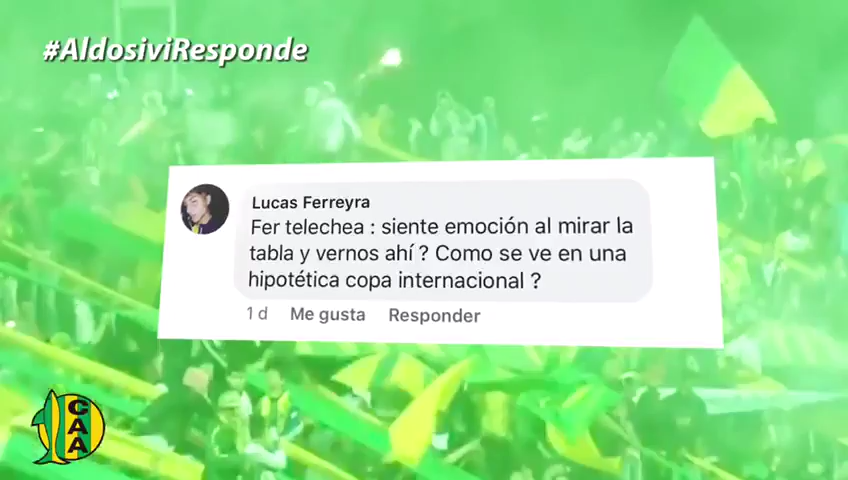 #AldosiviResponde
Lucas Ferreyra
Fer telechea : siente emoción al mirar la
tabla y vernos ahí ? Como se ve en una
hipotética copa internacional ?
1 d Me gusta Responder
CAA